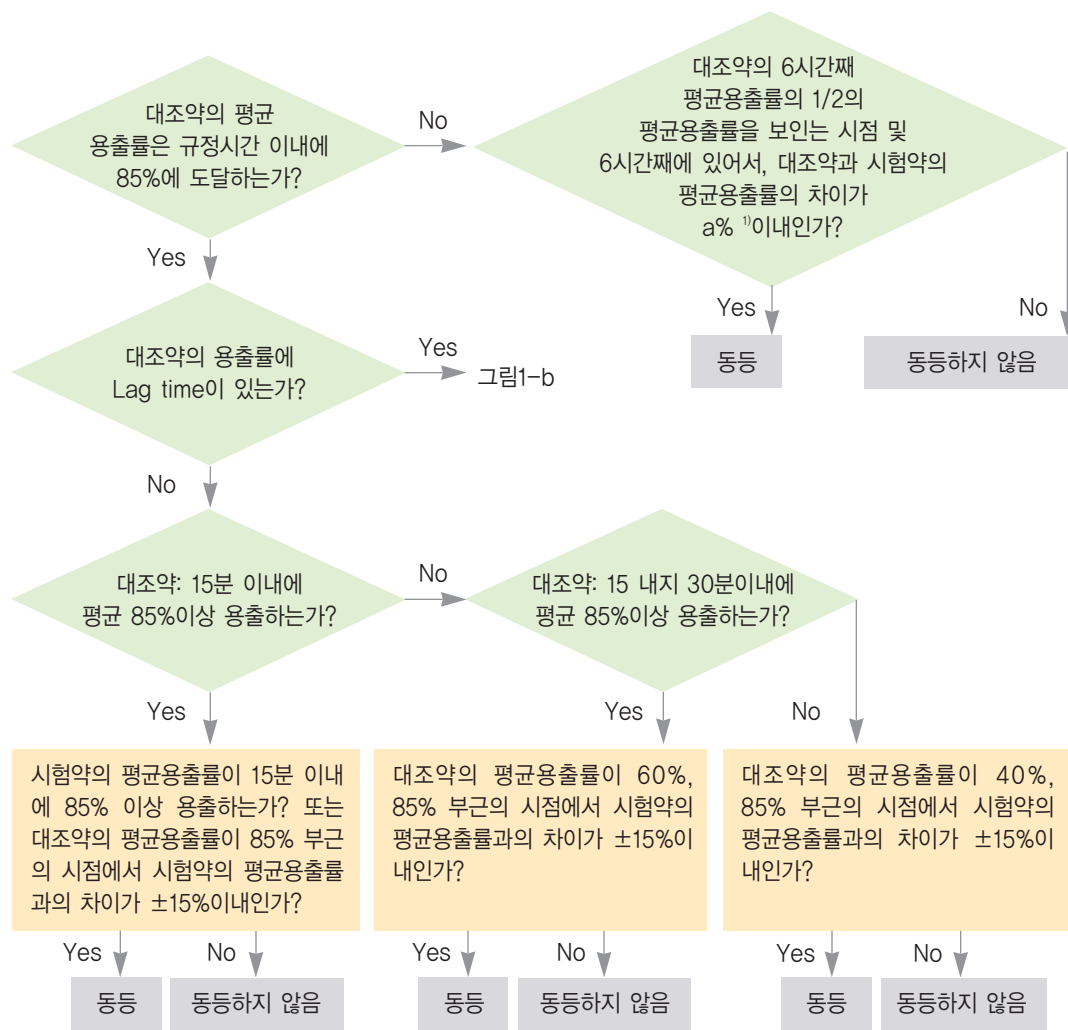 대조약의 평균
용출률은 규정시간 이내에
85%에 도달하는가?
No
대조약의 6시간째
평균용출률의 1/2의
평균용출률을 보인는 시점 및
6시간째에 있어서, 대조약과 시험약의
평균용출률의 차이가
a% 1)이내인가?
Yes
Yes
No
동등
동등하지 않음
대조약의 용출률에
Lag time이 있는가?
Yes
그림1-b
No
대조약: 15분 이내에
평균 85%이상 용출하는가?
No
대조약: 15 내지 30분이내에
평균 85%이상 용출하는가?
Yes
Yes
No
시험약의 평균용출률이 15분 이내
에 85% 이상 용출하는가? 또는
대조약의 평균용출률이 85% 부근
의 시점에서 시험약의 평균용출률
과의 차이가 ±15%이내인가?
대조약의 평균용출률이 60%,
85% 부근의 시점에서 시험약의
평균용출률과의 차이가 ±15%이
내인가?
대조약의 평균용출률이 40%,
85% 부근의 시점에서 시험약의
평균용출률과의 차이가 ±15%이
내인가?
Yes
No
Yes
No
Yes
No
동등
동등하지 않음
동등
동등하지 않음
동등
동등하지 않음